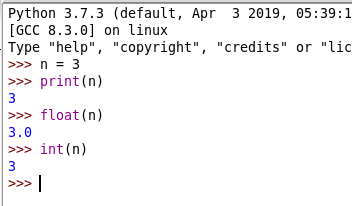 Python 3.7.3 (default, Apr  3 2019, 05:39:1
[GCC 8.3.0] on linux
Type "help", "copyright", "credits" or "lic
>>> n = 3
>>> print(n)
3
>>> float(n)
3.0
>>> int(n)
3
>>>